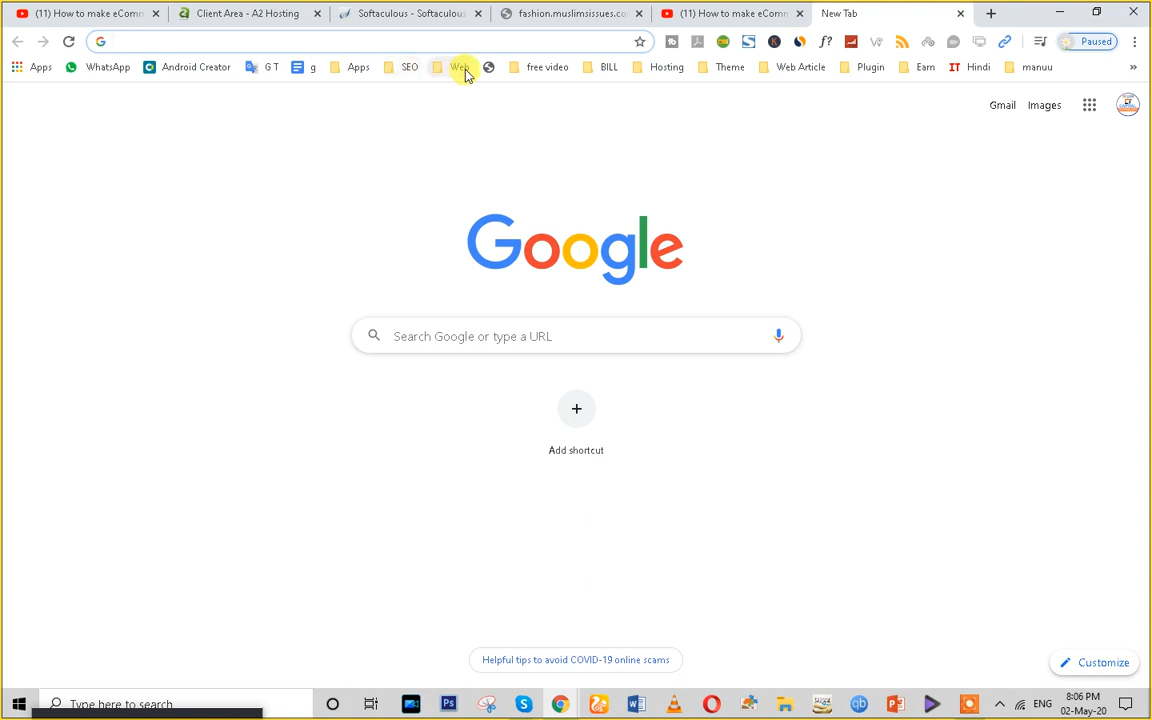 (11) How to make eComm
Client Area - A2 Hosting
Softaculous - Softaculous
fashion.muslimsissues.co
(11) How to make eComm
New Tab
Paused
Apps
WhatsApp
Android Creator
G T
g
Apps
SEO
Web
free video
BILL
Hosting
Theme
Web Article
Plugin
Earn
IT Hindi
manuu
»
Gmail
Images
Google
Search Google or type a URL
Add shortcut
Helpful tips to avoid COVID-19 online scams
Customize
Type here to search
ENG
8:06 PM
02-May-20